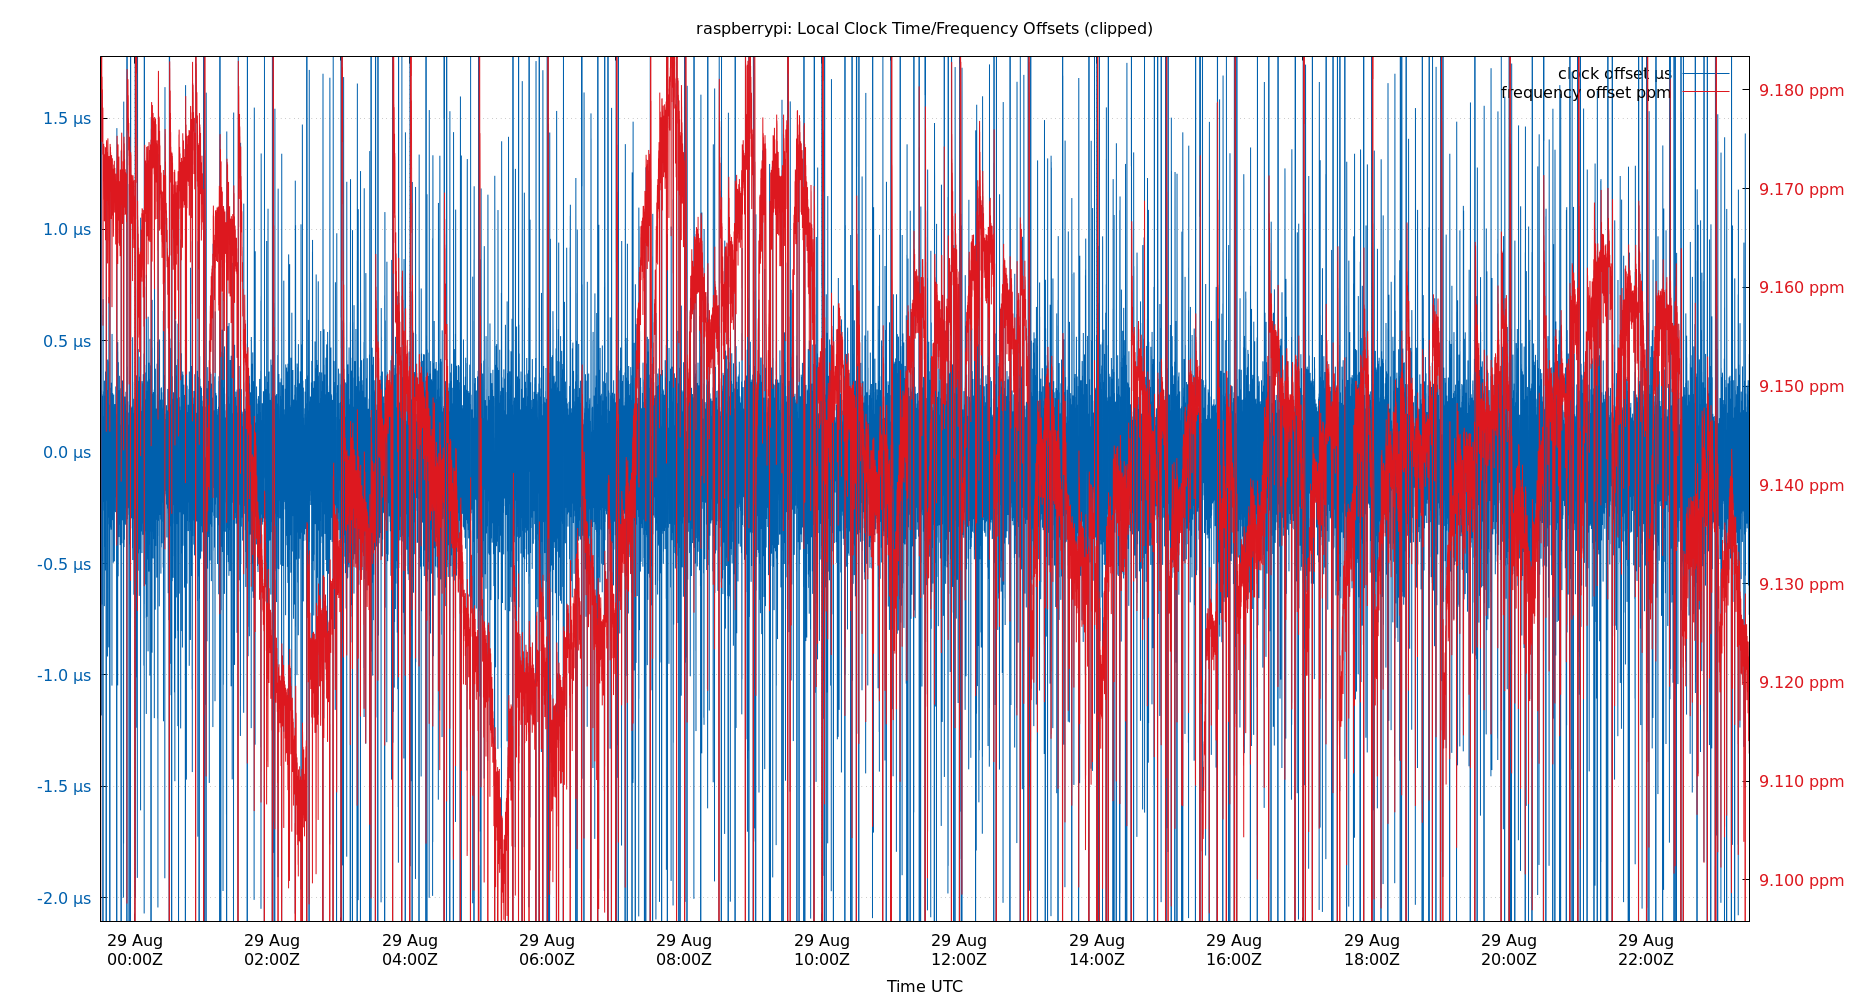 raspberrypi: Local Clock Time/Frequency Offsets (clipped)
clock offset µs
frequency offset ppm
1.5 µs
1.0 µs
0.5 µs
0.0 µs
-0.5 µs
-1.0 µs
-1.5 µs
-2.0 µs
9.180 ppm
9.170 ppm
9.160 ppm
9.150 ppm
9.140 ppm
9.130 ppm
9.120 ppm
9.110 ppm
9.100 ppm
29 Aug 29 Aug 29 Aug 29 Aug 29 Aug 29 Aug 29 Aug 29 Aug 29 Aug 29 Aug 29 Aug 29 Aug
00:00Z 02:00Z 04:00Z 06:00Z 08:00Z 10:00Z 12:00Z 14:00Z 16:00Z 18:00Z 20:00Z 22:00Z
Time UTC